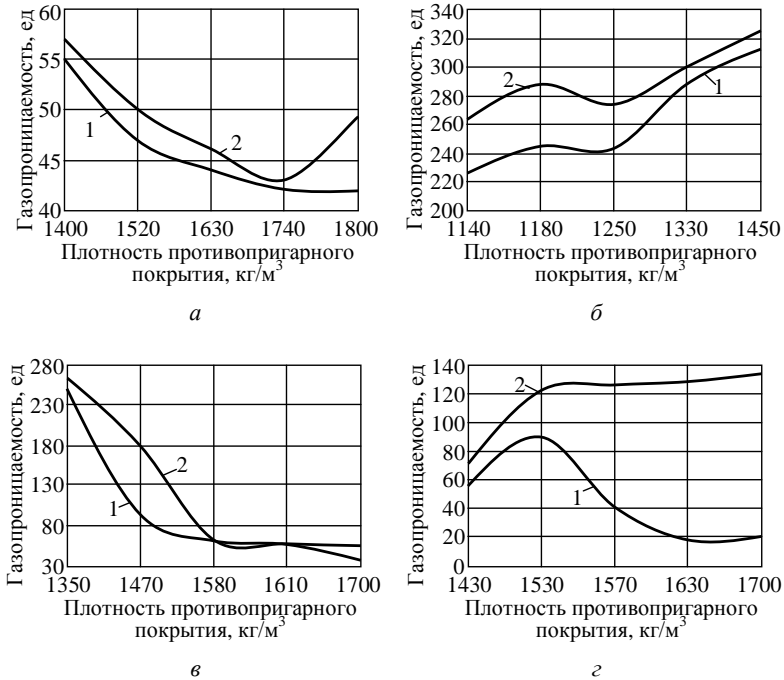 Газопроницаемость, ед
60
55
50
45
40
1
2
1400 1520 1630 1740 1800
Плотность противопригарного
покрытия, кг/м³
а
Газопроницаемость, ед
340
320
300
280
260
240
220
200
2
1
1140 1180 1250 1330 1450
Плотность противопригарного
покрытия, кг/м³
б
Газопроницаемость, ед
280
230
180
130
80
30
2
1
1350 1470 1580 1610 1700
Плотность противопригарного
покрытия, кг/м³
в
Газопроницаемость, ед
140
120
100
80
60
40
20
0
2
1
1430 1530 1570 1630 1700
Плотность противопригарного
покрытия, кг/м³
г